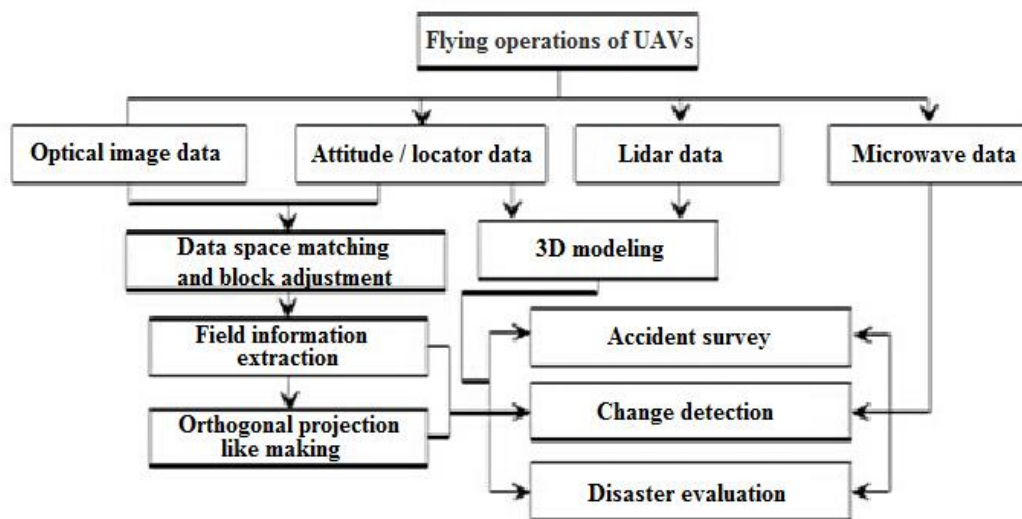 Flying operations of UAVs
Optical image data
Attitude / locator data
Lidar data
Microwave data
Data space matching
and block adjustment
3D modeling
Field information
extraction
Accident survey
Orthogonal projection
like making
Change detection
Disaster evaluation